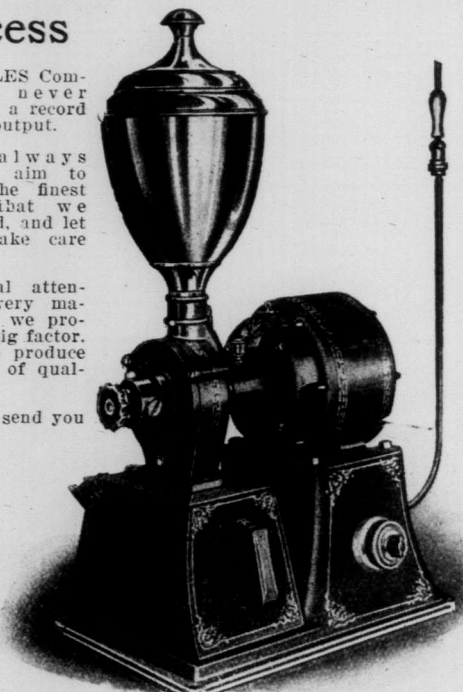 cess
LES Com-
never
a record
output.
always
aim to
he finest
that we
d, and let
ake care
al atten-
very ma-
we pro-
ig factor.
produce
of qual-
send you